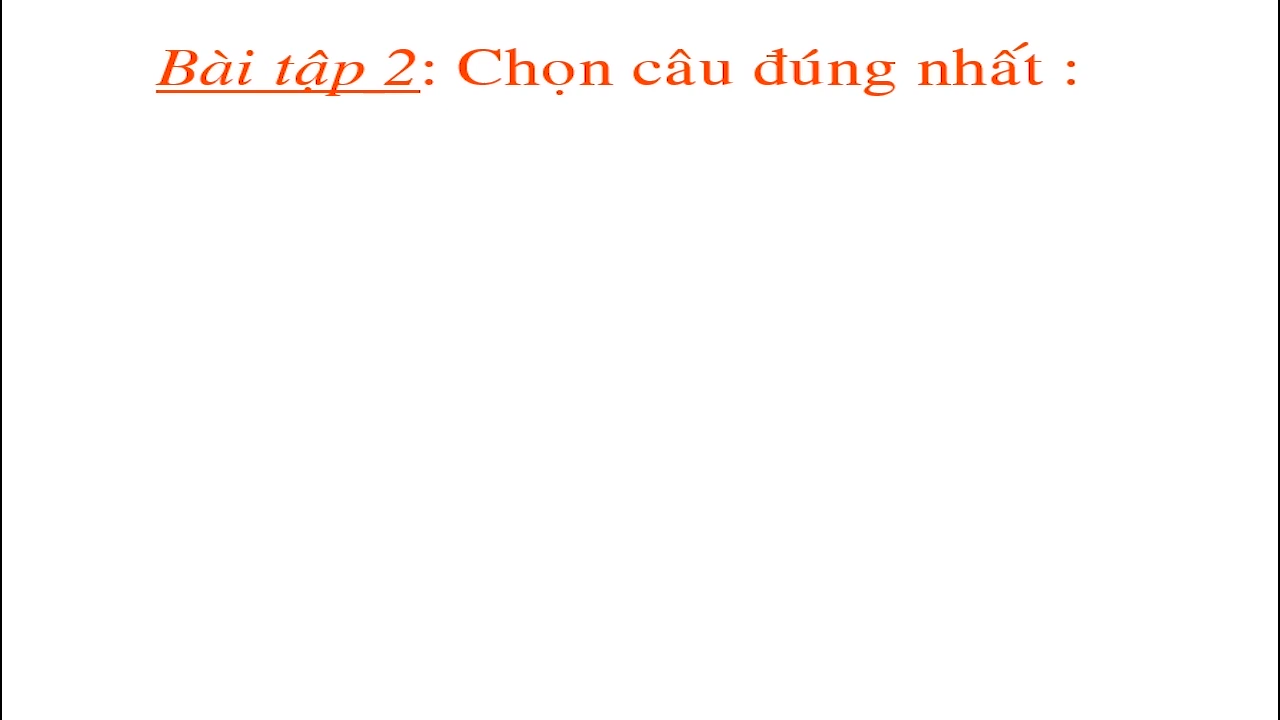 Bài tập 2: Chọn câu đúng nhất :